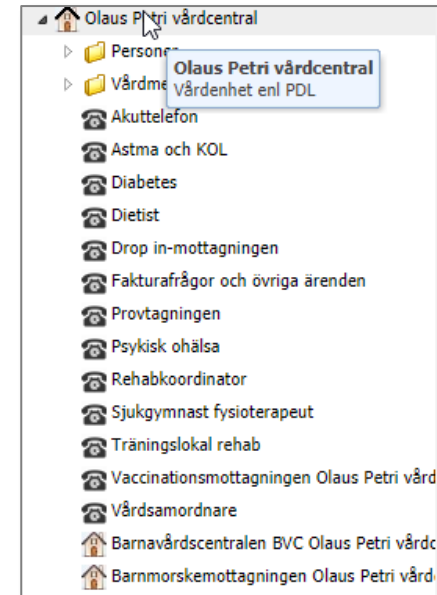 Olaus Petri vårdcentral
Personer
Olaus Petri vårdcentral
Vårdme
Vårdenhet enl PDL
Akuttelefon
Astma och KOL
Diabetes
Dietist
Drop in-mottagningen
Fakturafrågor och övriga ärenden
Provtagningen
Psykisk ohälsa
Rehabkoordinator
Sjukgymnast fysioterapeut
Träningslokal rehab
Vaccinationsmottagningen Olaus Petri vård
Vårdsamordnare
Barnavårdscentralen BVC Olaus Petri vårdc
Barnmorskemottagningen Olaus Petri vård